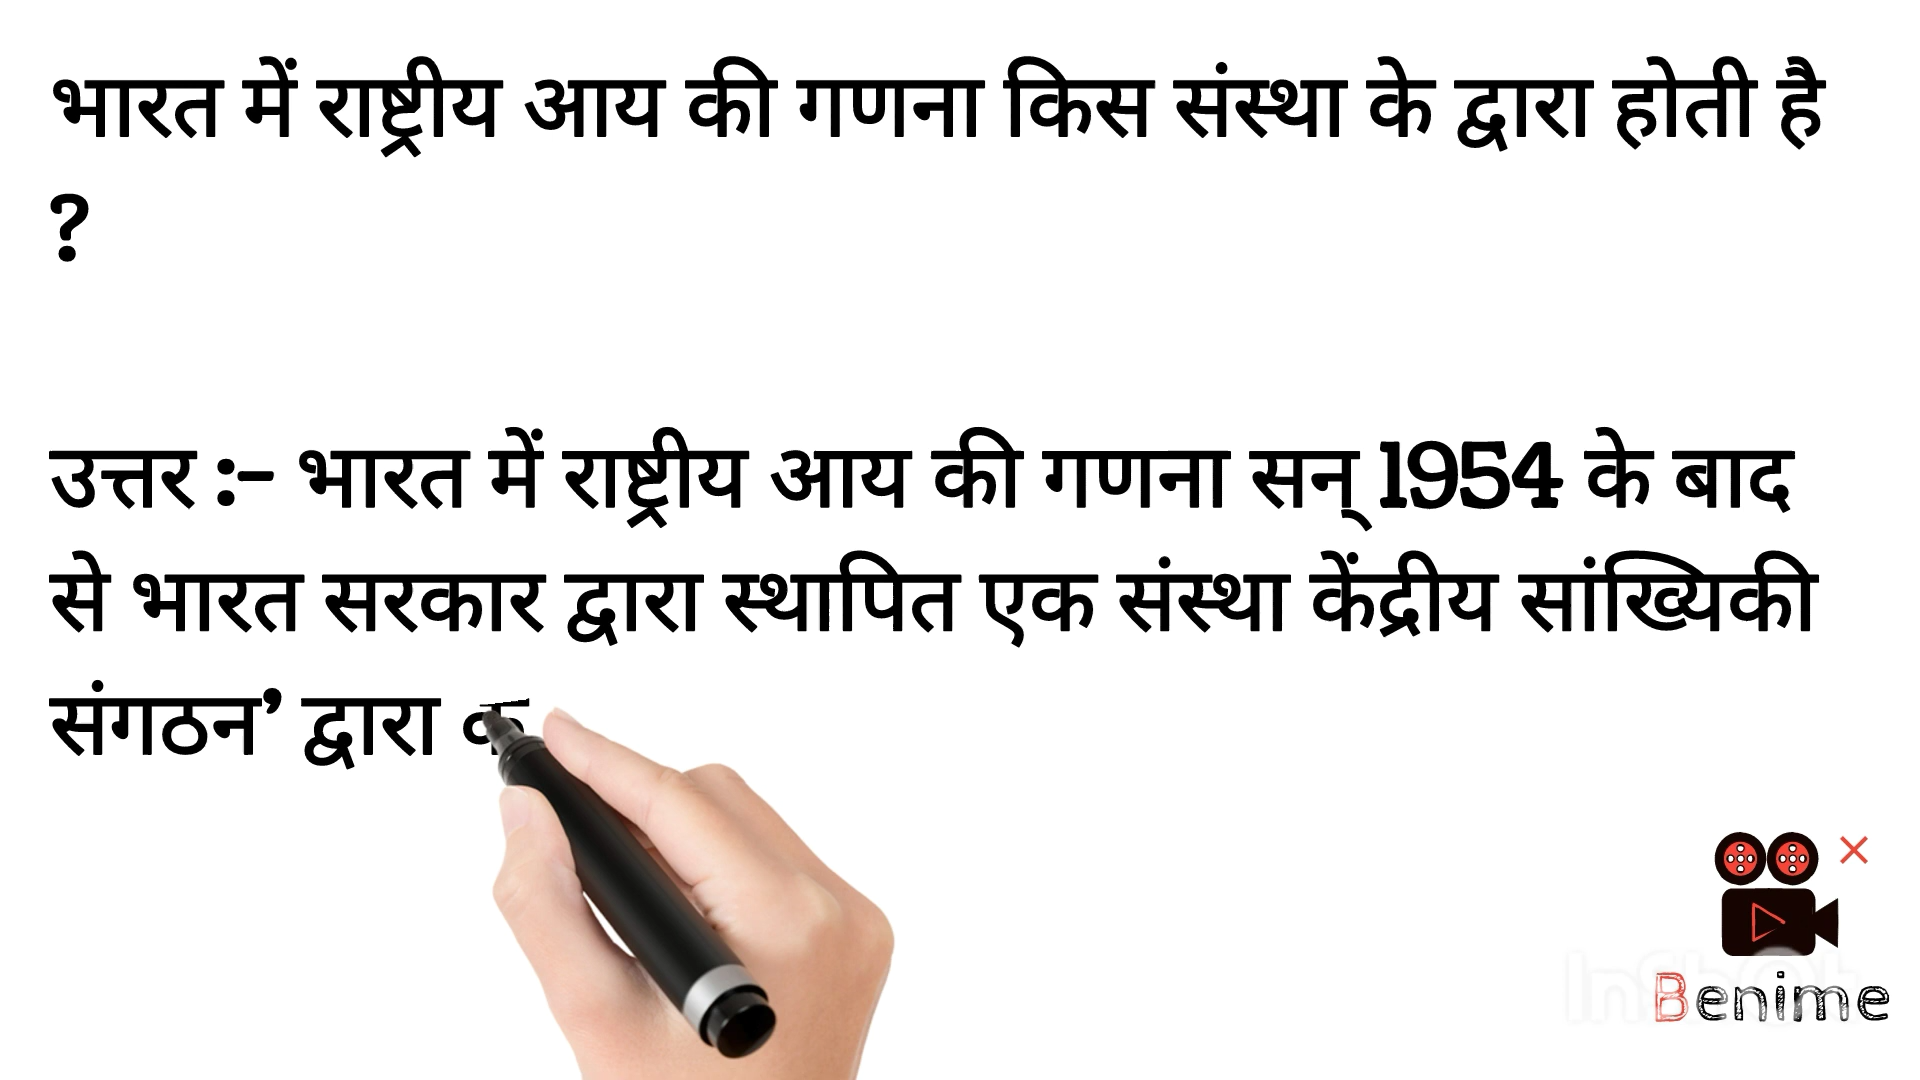 भारत में राष्ट्रीय आय की गणना किस संस्था के द्वारा होती है
?
उत्तर :- भारत में राष्ट्रीय आय की गणना सन् 1954 के बाद
से भारत सरकार द्वारा स्थापित एक संस्था केंद्रीय सांख्यिकी
संगठन’ द्वारा
Benime